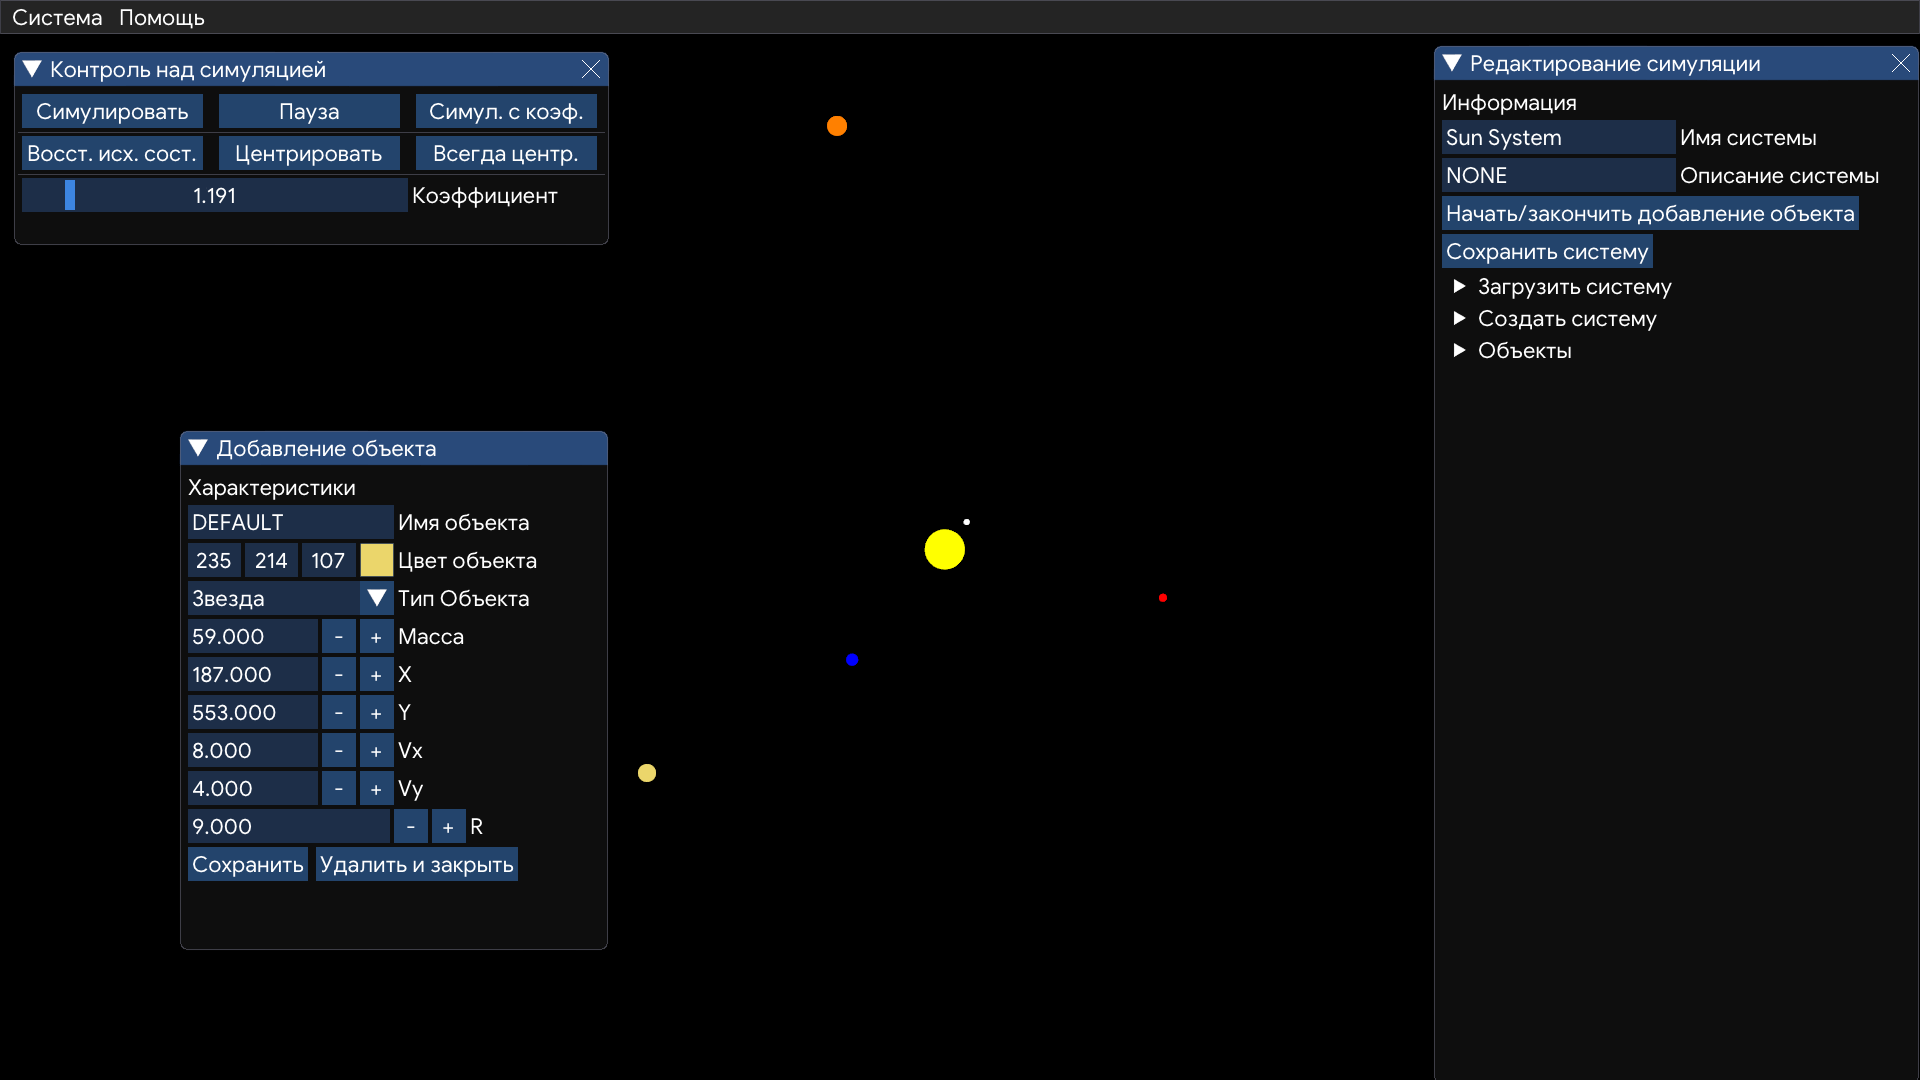 Система Помощь
Контроль над симуляцией
Симулировать Пауза Симул. с коэф.
Восст. исх. сост. Центрировать Всегда центр.
1.191 Коэффициент
Добавление объекта
Характеристики
DEFAULT Имя объекта
235 214 107 Цвет объекта
Звезда Тип Объекта
59.000 - + Масса
187.000 - + X
553.000 - + Y
8.000 - + Vx
4.000 - + Vy
9.000 - + R
Сохранить Удалить и закрыть
Редактирование симуляции
Информация
Sun System Имя системы
NONE Описание системы
Начать/закончить добавление объекта
Сохранить систему
Загрузить систему
Создать систему
Объекты